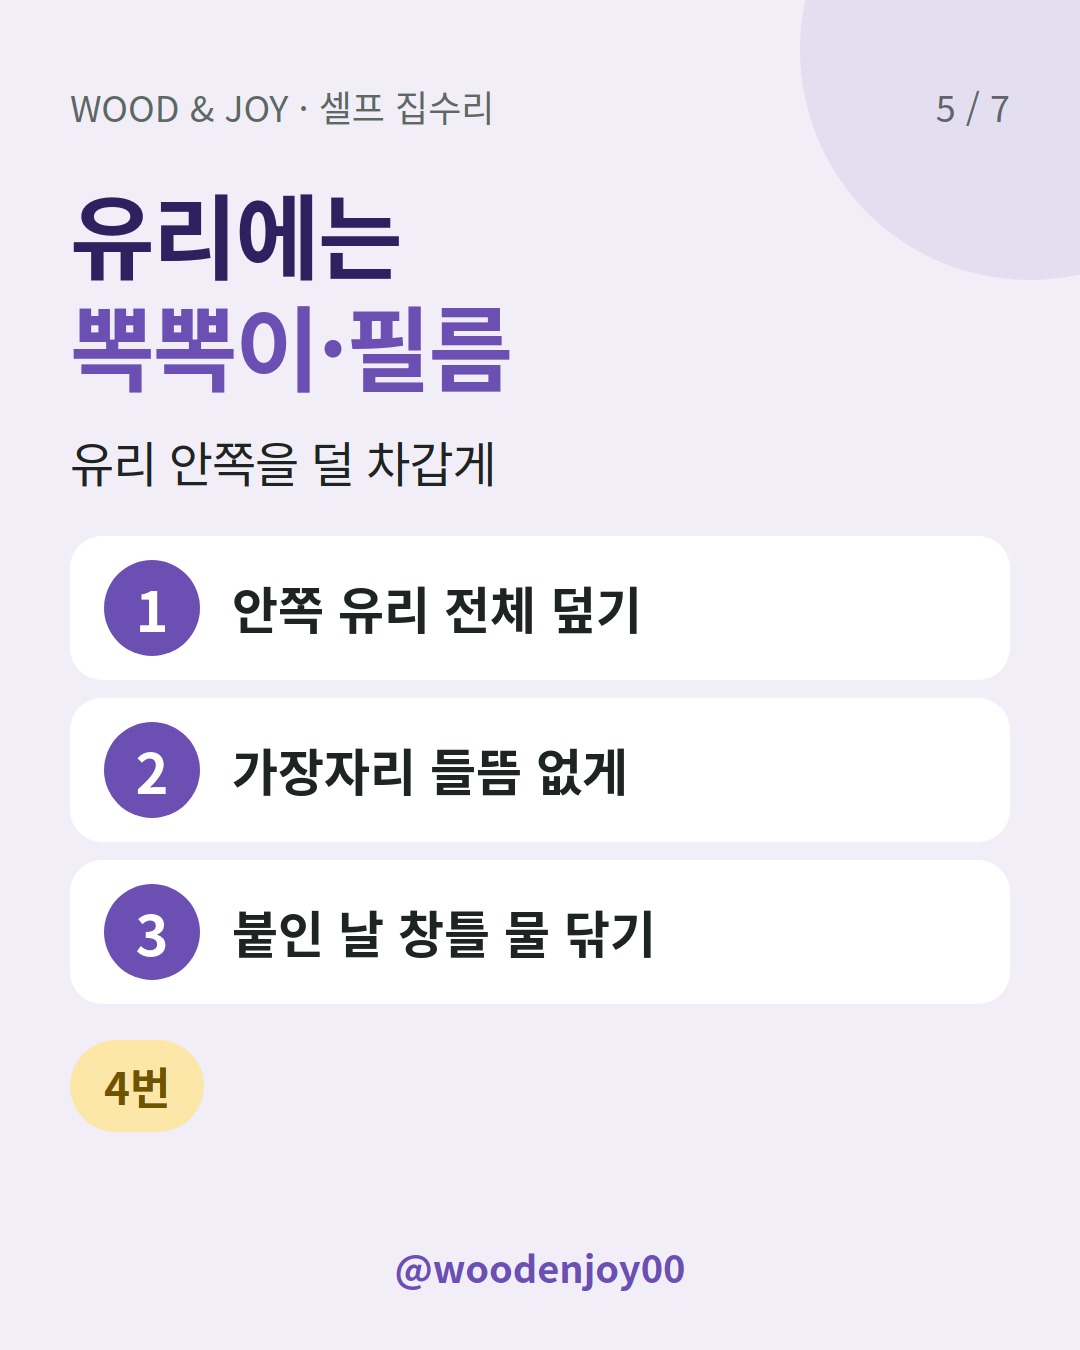 WOOD & JOY · 셀프 집수리
5 / 7
유리에는
뽁뽁이·필름
유리 안쪽을 덜 차갑게
1 안쪽 유리 전체 덮기
2 가장자리 들뜸 없게
3 붙인 날 창틀 물 닦기
4번
@woodenjoy00